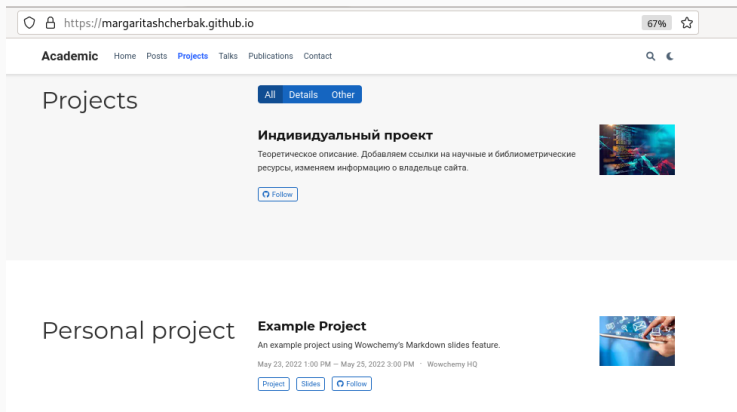 https://margaritashcherbak.github.io
67%
Academic Home Posts Projects Talks Publications Contact
Projects
All Details Other
Индивидуальный проект
Теоретическое описание. Добавляем ссылки на научные и библиометрические
ресурсы, изменяем информацию о владельце сайта.
Follow
Personal project
Example Project
An example project using Wowchemy's Markdown slides feature.
May 23, 2022 1:00 PM — May 25, 2022 3:00 PM · Wowchemy HQ
Project Slides Follow